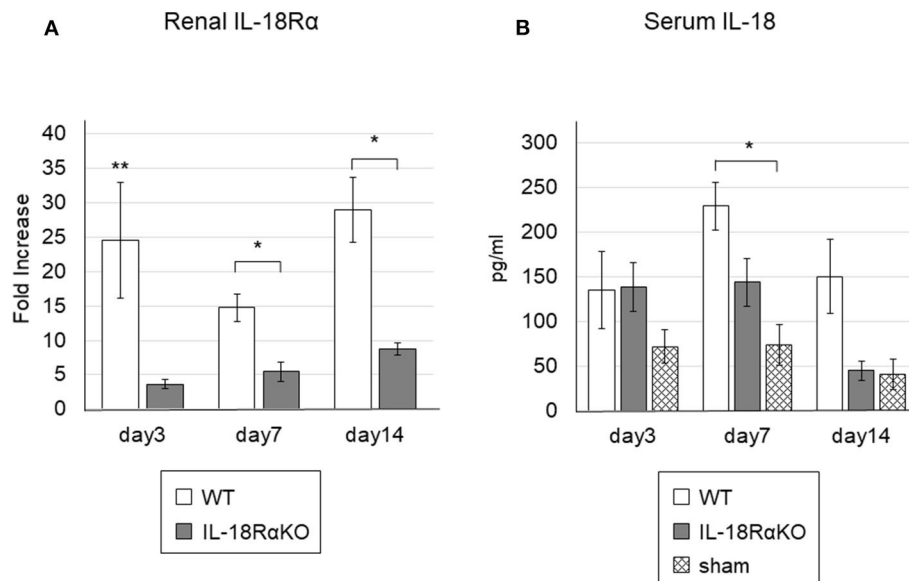 A
Renal IL-18Rα
Fold Increase
40
35
30
25
20
15
10
5
0
**
*
*
day3
day7
day14
WT
IL-18RαKO
B
Serum IL-18
pg/ml
300
250
200
150
100
50
0
*
day3
day7
day14
WT
IL-18RαKO
sham